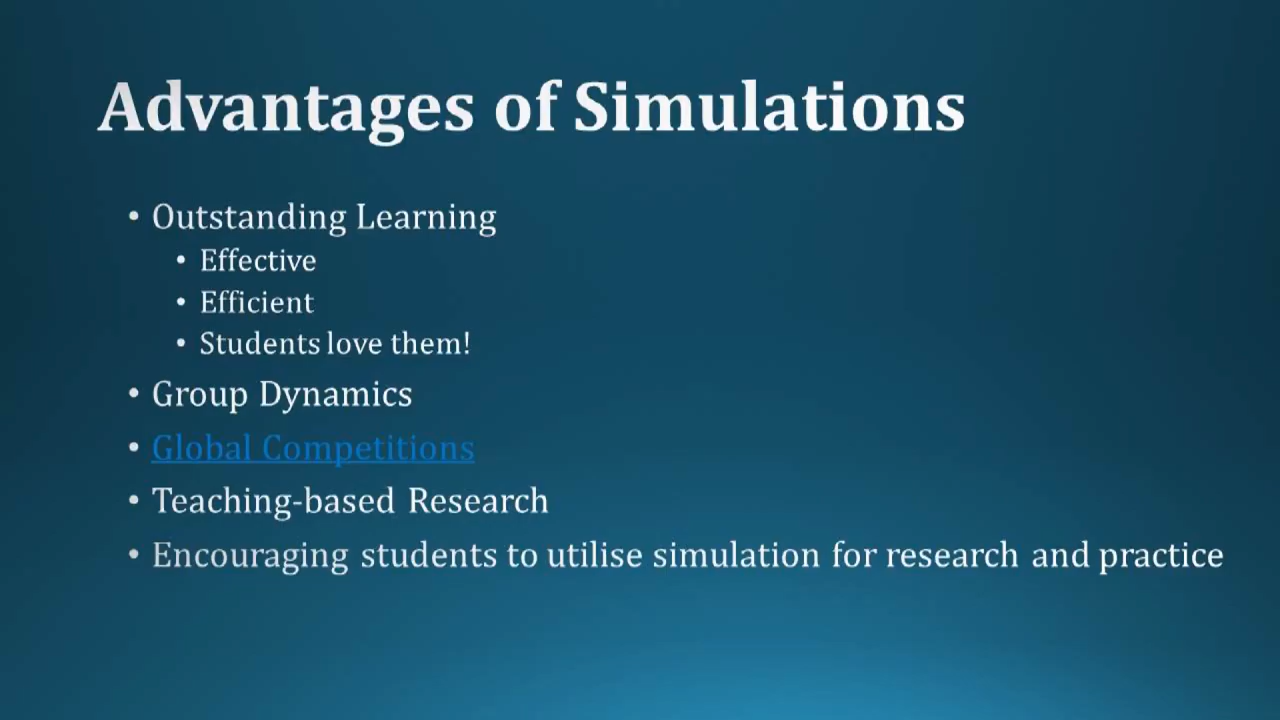 Advantages of Simulations
• Outstanding Learning
• Effective
• Efficient
• Students love them!
• Group Dynamics
• Global Competitions
• Teaching-based Research
• Encouraging students to utilise simulation for research and practice